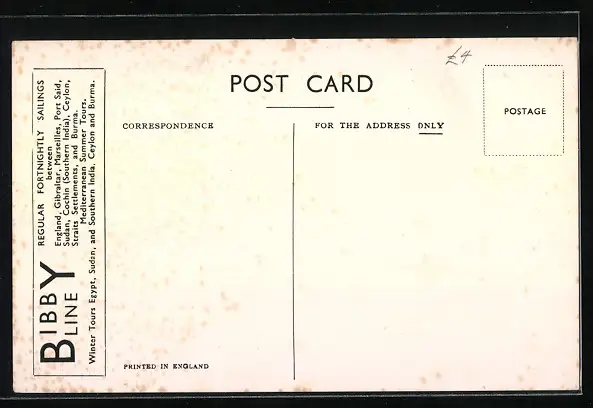 £4
POST CARD
POSTAGE
CORRESPONDENCE
FOR THE ADDRESS ONLY
BIBBY
LINE
REGULAR FORTNIGHTLY SAILINGS
between
England, Gibraltar, Marseilles, Port Said,
Sudan, Cochin (Southern India), Ceylon,
Straits Settlements, and Burma.
Mediterranean Summer Tours.
Winter Tours Egypt, Sudan, and Southern India, Ceylon and Burma.
PRINTED IN ENGLAND